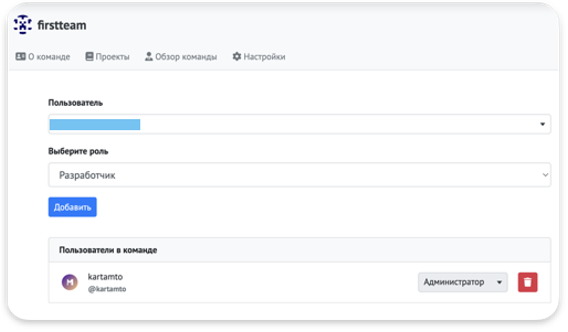 firstteam
О команде Проекты Обзор команды Настройки
Пользователь
Выберите роль
Разработчик
Добавить
Пользователи в команде
M kartamto Администратор
@kartamto